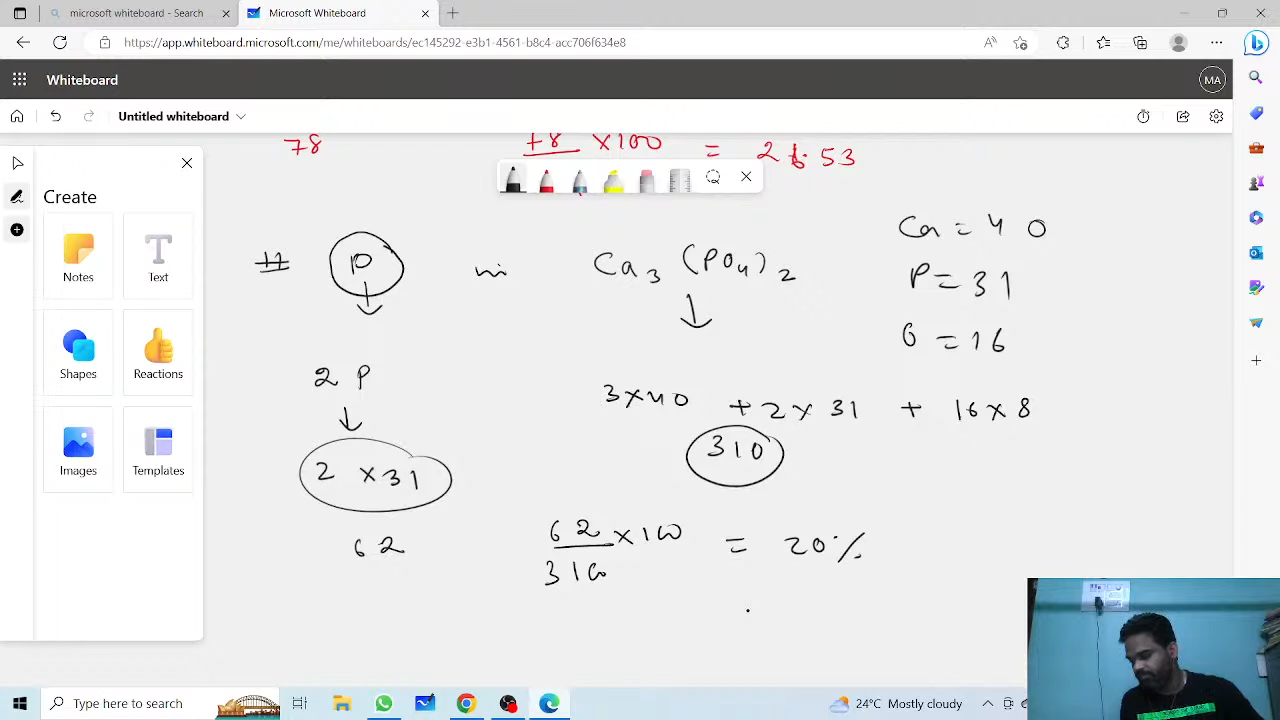 microsoft whiteboard - Search
Microsoft Whiteboard
https://app.whiteboard.microsoft.com/me/whiteboards/ec145292-e3b1-4561-b8c4-acc706f634e8
Whiteboard
MA
Untitled whiteboard
Create
Notes
Text
Shapes
Reactions
Images
Templates
78
78 × 100 = 26.53
# P in Ca3 (PO4)2
Ca = 40
P = 31
O = 16
2 P
3×40 + 2 × 31 + 16 × 8
310
2 × 31
62
62 × 100 = 20%
310
Type here to search
24°C Mostly cloudy